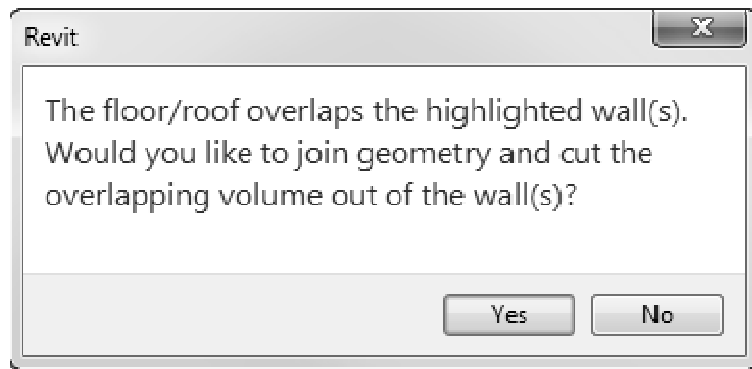 Revit
The floor/roof overlaps the highlighted wall(s).
Would you like to join geometry and cut the
overlapping volume out of the wall(s)?
Yes No